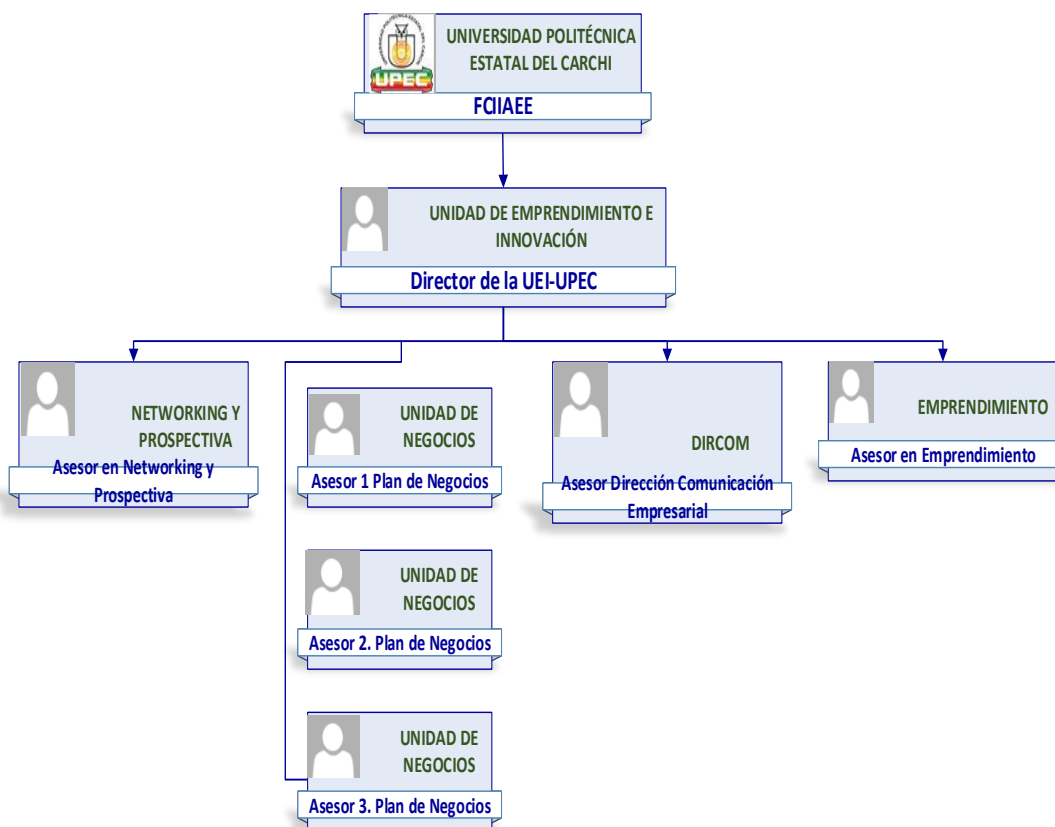 UNIVERSIDAD POLITÉCNICA
ESTATAL DEL CARCHI
UPEC
FCIIAEE
UNIDAD DE EMPRENDIMIENTO E
INNOVACIÓN
Director de la UEI-UPEC
NETWORKING Y
PROSPECTIVA
Asesor en Networking y
Prospectiva
UNIDAD DE
NEGOCIOS
Asesor 1 Plan de Negocios
DIRCOM
Asesor Dirección Comunicación
Empresarial
EMPRENDIMIENTO
Asesor en Emprendimiento
UNIDAD DE
NEGOCIOS
Asesor 2. Plan de Negocios
UNIDAD DE
NEGOCIOS
Asesor 3. Plan de Negocios